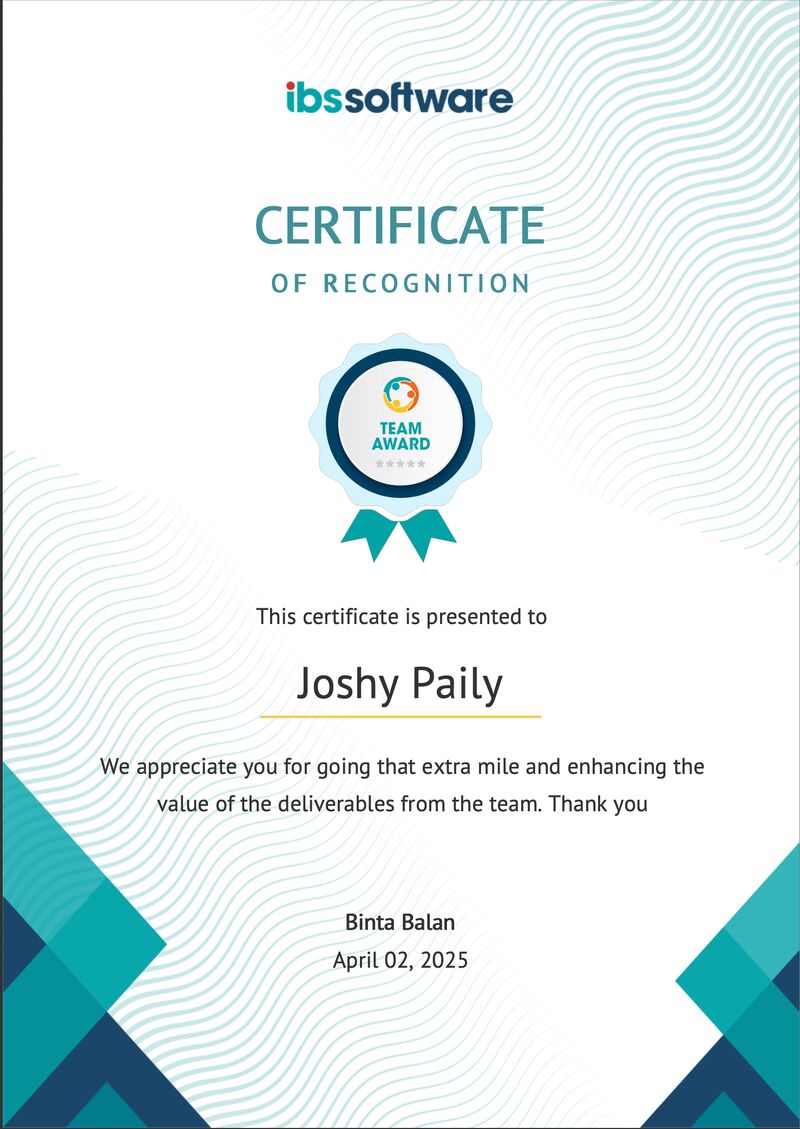 ibssoftware
CERTIFICATE
OF RECOGNITION
TEAM
AWARD
This certificate is presented to
Joshy Paily
We appreciate you for going that extra mile and enhancing the
value of the deliverables from the team. Thank you
Binta Balan
April 02, 2025